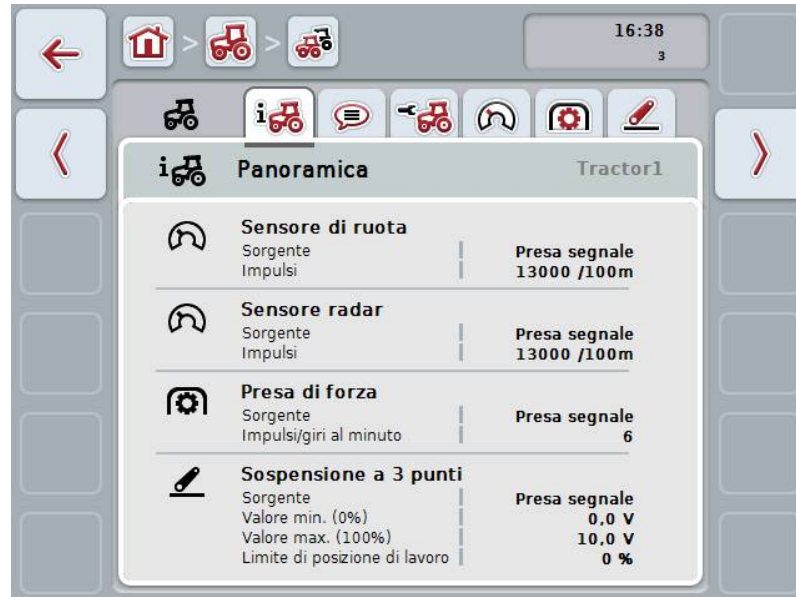 > >
16:38
3
i
i Panoramica Tractor1
Sensore di ruota
Sorgente Presa segnale
Impulsi 13000 /100m
Sensore radar
Sorgente Presa segnale
Impulsi 13000 /100m
Presa di forza
Sorgente Presa segnale
Impulsi/giri al minuto 6
Sospensione a 3 punti
Sorgente Presa segnale
Valore min. (0%) 0,0 V
Valore max. (100%) 10,0 V
Limite di posizione di lavoro 0 %